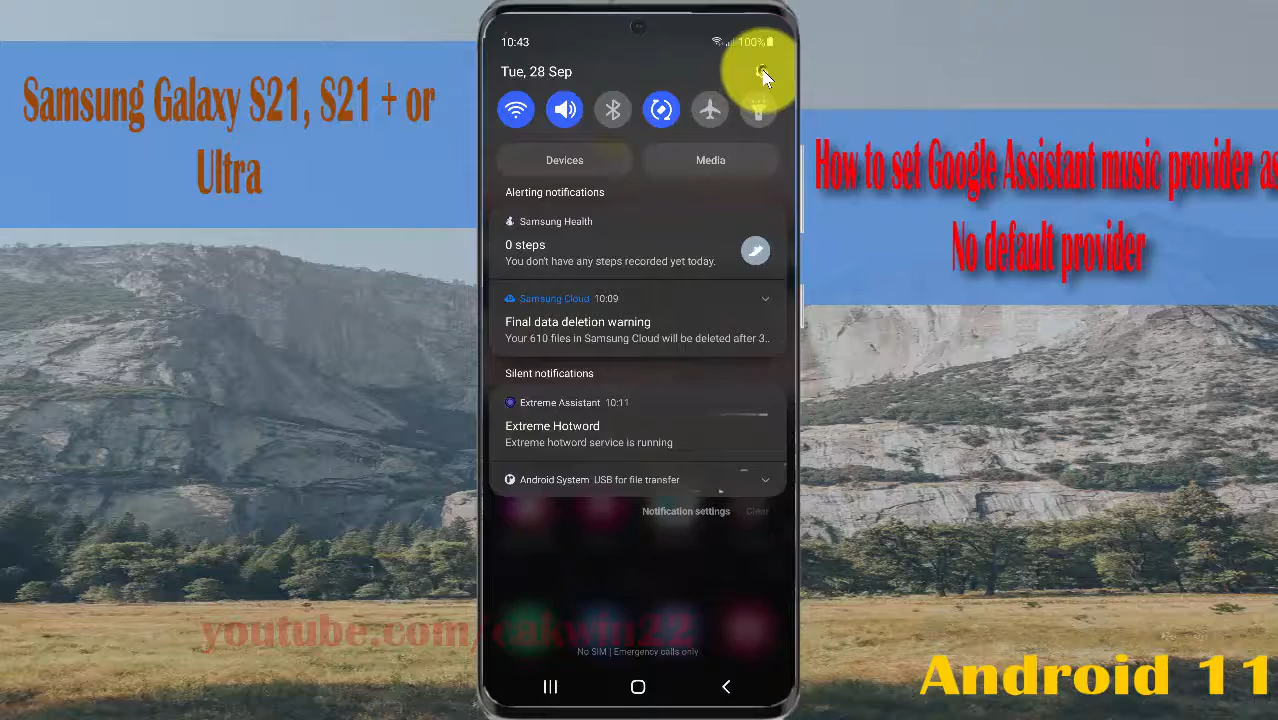 10:43
100%
Tue, 28 Sep
Devices
Media
Alerting notifications
Samsung Health
0 steps
You don't have any steps recorded yet today.
Samsung Cloud 10:09
Final data deletion warning
Your 610 files in Samsung Cloud will be deleted after 3..
Silent notifications
Extreme Assistant 10:11
Extreme Hotword
Extreme hotword service is running
Android System USB for file transfer
Notification settings
Clear
No SIM | Emergency calls only
Samsung Galaxy S21, S21 + or
Ultra
How to set Google Assistant music provider as
No default provider
youtube.com/cakwin22
Android 11